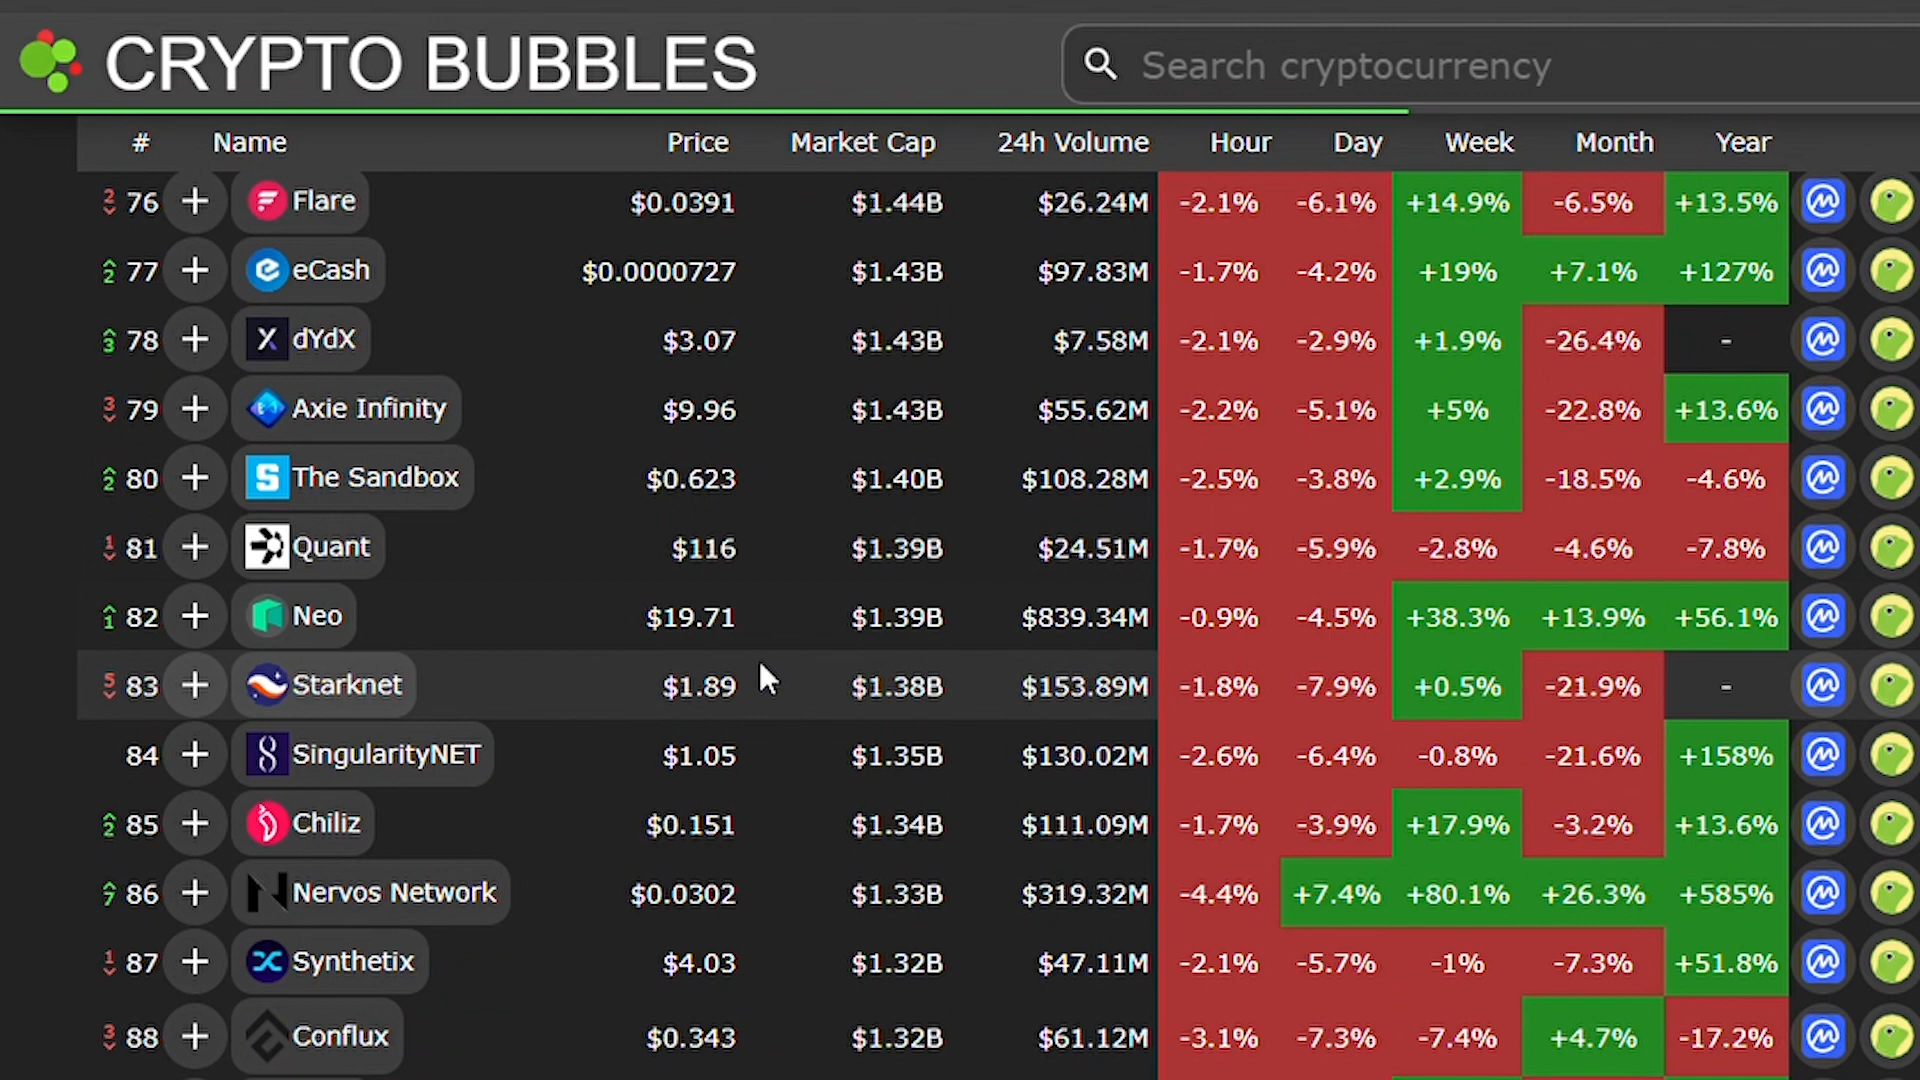 CRYPTO BUBBLES Search cryptocurrency
# Name Price Market Cap 24h Volume Hour Day Week Month Year
2 76 + Flare $0.0391 $1.44B $26.24M -2.1% -6.1% +14.9% -6.5% +13.5%
2 77 + eCash $0.0000727 $1.43B $97.83M -1.7% -4.2% +19% +7.1% +127%
3 78 + dYdX $3.07 $1.43B $7.58M -2.1% -2.9% +1.9% -26.4% -
3 79 + Axie Infinity $9.96 $1.43B $55.62M -2.2% -5.1% +5% -22.8% +13.6%
2 80 + The Sandbox $0.623 $1.40B $108.28M -2.5% -3.8% +2.9% -18.5% -4.6%
1 81 + Quant $116 $1.39B $24.51M -1.7% -5.9% -2.8% -4.6% -7.8%
1 82 + Neo $19.71 $1.39B $839.34M -0.9% -4.5% +38.3% +13.9% +56.1%
5 83 + Starknet $1.89 $1.38B $153.89M -1.8% -7.9% +0.5% -21.9% -
84 + SingularityNET $1.05 $1.35B $130.02M -2.6% -6.4% -0.8% -21.6% +158%
2 85 + Chiliz $0.151 $1.34B $111.09M -1.7% -3.9% +17.9% -3.2% +13.6%
7 86 + Nervos Network $0.0302 $1.33B $319.32M -4.4% +7.4% +80.1% +26.3% +585%
1 87 + Synthetix $4.03 $1.32B $47.11M -2.1% -5.7% -1% -7.3% +51.8%
3 88 + Conflux $0.343 $1.32B $61.12M -3.1% -7.3% -7.4% +4.7% -17.2%